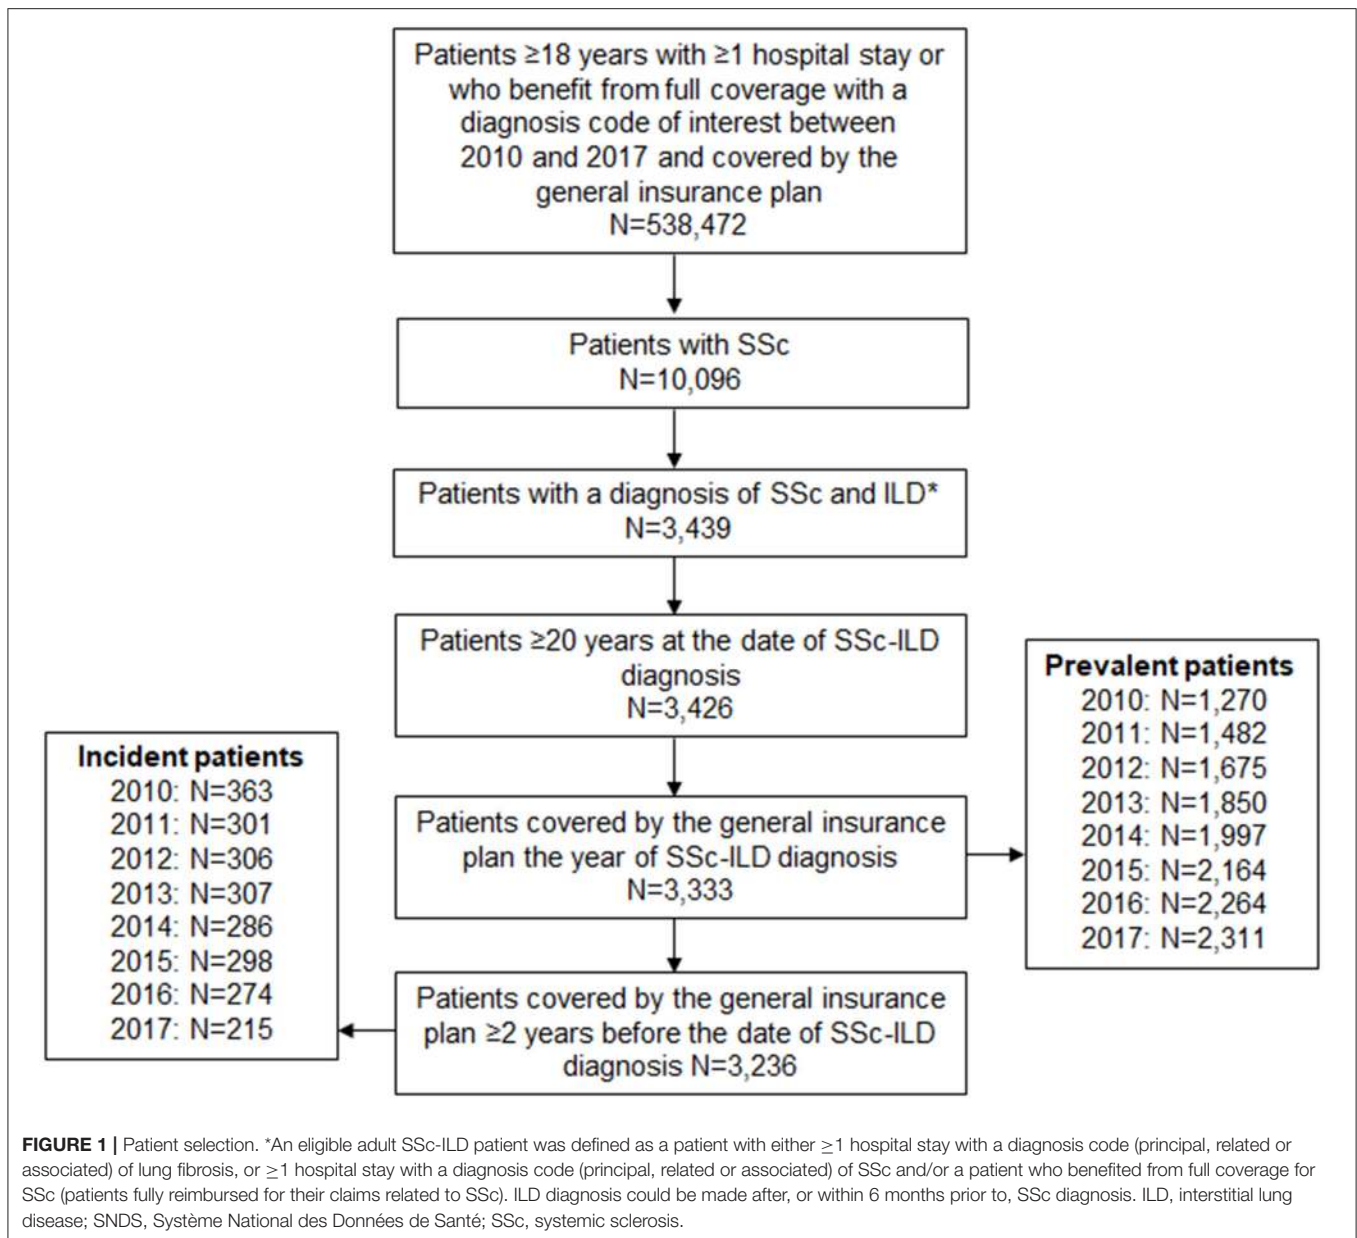 Patients ≥18 years with ≥1 hospital stay or
who benefit from full coverage with a
diagnosis code of interest between
2010 and 2017 and covered by the
general insurance plan
N=538,472
Patients with SSc
N=10,096
Patients with a diagnosis of SSc and ILD*
N=3,439
Patients ≥20 years at the date of SSc-ILD
diagnosis
N=3,426
Prevalent patients
2010: N=1,270
2011: N=1,482
2012: N=1,675
2013: N=1,850
2014: N=1,997
2015: N=2,164
2016: N=2,264
2017: N=2,311
Patients covered by the general insurance
plan the year of SSc-ILD diagnosis
N=3,333
Incident patients
2010: N=363
2011: N=301
2012: N=306
2013: N=307
2014: N=286
2015: N=298
2016: N=274
2017: N=215
Patients covered by the general insurance
plan ≥2 years before the date of SSc-ILD
diagnosis N=3,236
FIGURE 1 | Patient selection. *An eligible adult SSc-ILD patient was defined as a patient with either ≥1 hospital stay with a diagnosis code (principal, related or
associated) of lung fibrosis, or ≥1 hospital stay with a diagnosis code (principal, related or associated) of SSc and/or a patient who benefited from full coverage for
SSc (patients fully reimbursed for their claims related to SSc). ILD diagnosis could be made after, or within 6 months prior to, SSc diagnosis. ILD, interstitial lung
disease; SNDS, Système National des Données de Santé; SSc, systemic sclerosis.